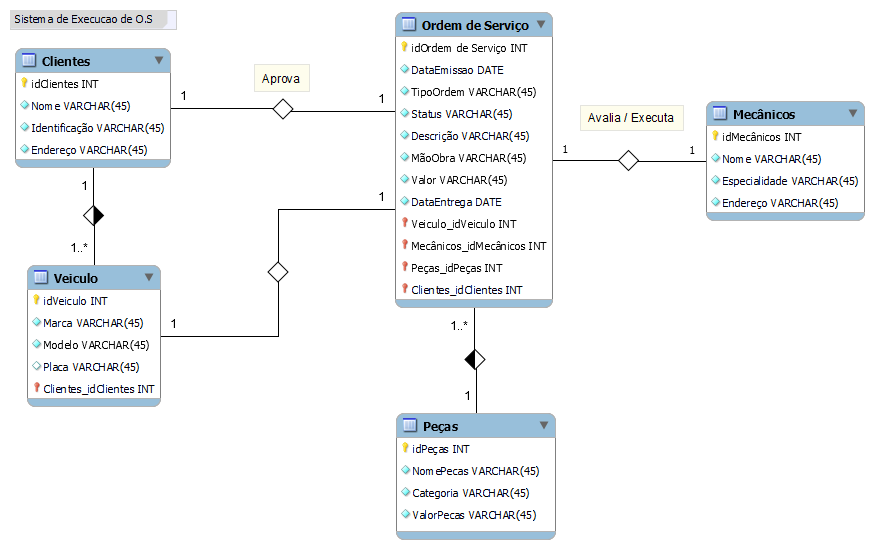 Sistema de Execucao de O.S
Clientes
idClientes INT
Nome VARCHAR(45)
Identificação VARCHAR(45)
Endereço VARCHAR(45)
1
Aprova
1
Ordem de Serviço
idOrdem de Serviço INT
DataEmissao DATE
TipoOrdem VARCHAR(45)
Status VARCHAR(45)
Descrição VARCHAR(45)
MãoObra VARCHAR(45)
Valor VARCHAR(45)
DataEntrega DATE
Veiculo_idVeiculo INT
Mecânicos_idMecânicos INT
Peças_idPeças INT
Clientes_idClientes INT
Avalia / Executa
1
1
Mecânicos
idMecânicos INT
Nome VARCHAR(45)
Especialidade VARCHAR(45)
Endereço VARCHAR(45)
1
1..*
Veiculo
idVeiculo INT
Marca VARCHAR(45)
Modelo VARCHAR(45)
Placa VARCHAR(45)
Clientes_idClientes INT
1
1
1..*
1
Peças
idPeças INT
NomePecas VARCHAR(45)
Categoria VARCHAR(45)
ValorPecas VARCHAR(45)